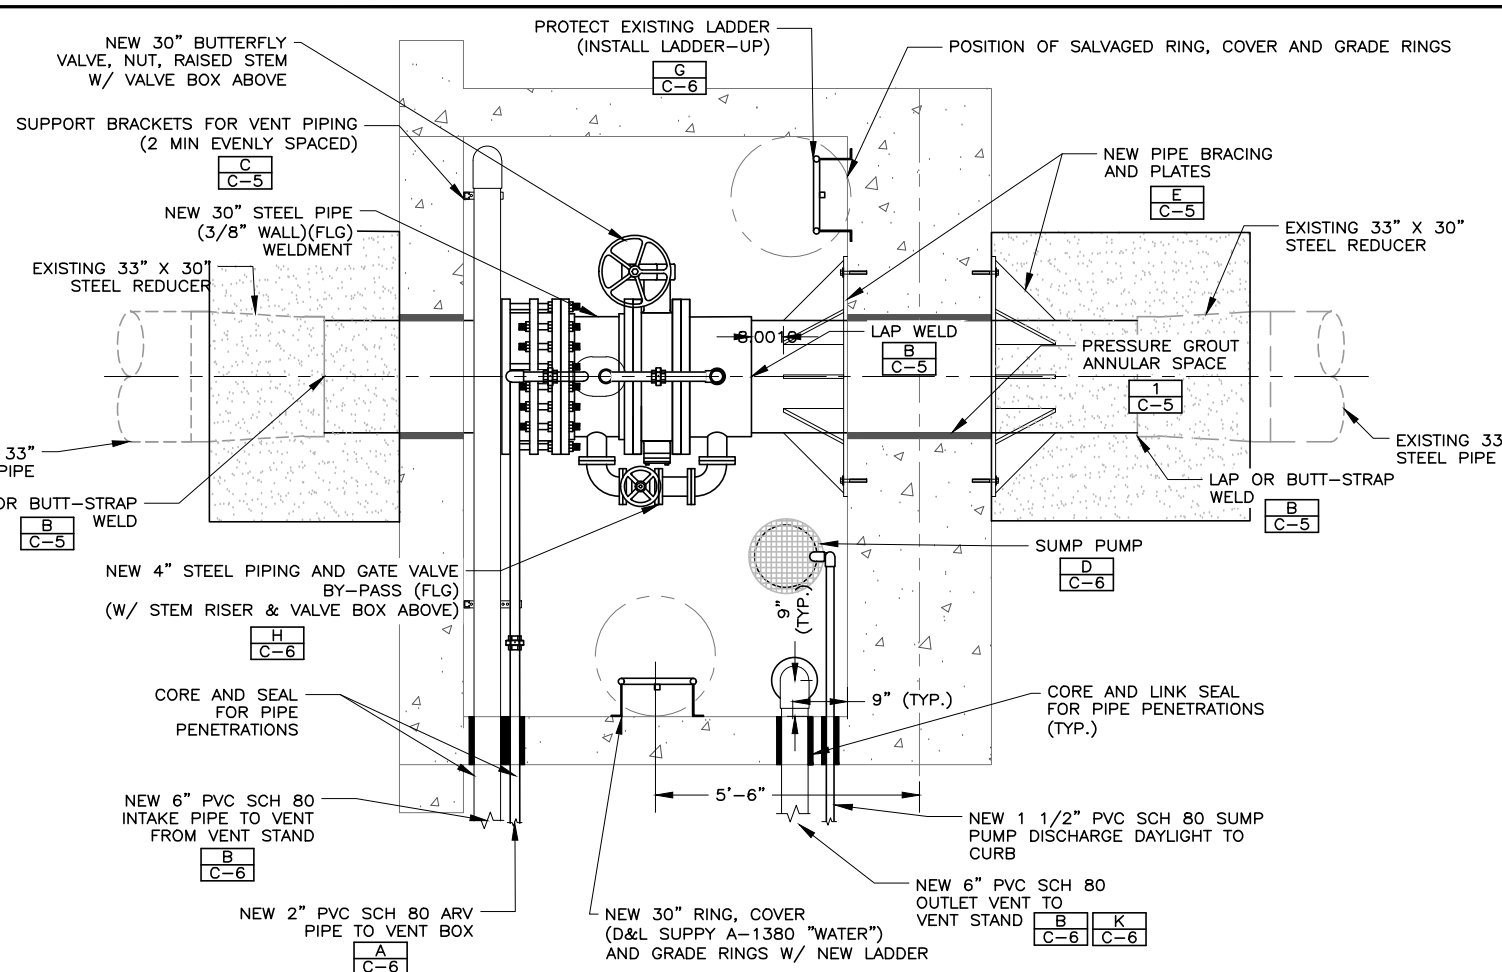 PROTECT EXISTING LADDER
(INSTALL LADDER-UP)
G
C-6
NEW 30" BUTTERFLY
VALVE, NUT, RAISED STEM
W/ VALVE BOX ABOVE
POSITION OF SALVAGED RING, COVER AND GRADE RINGS
SUPPORT BRACKETS FOR VENT PIPING
(2 MIN EVENLY SPACED)
C
C-5
NEW PIPE BRACING
AND PLATES
E
C-5
NEW 30" STEEL PIPE
(3/8" WALL)(FLG)
WELDMENT
EXISTING 33" X 30"
STEEL REDUCER
EXISTING 33" X 30"
STEEL REDUCER
LAP WELD
B
C-5
PRESSURE GROUT
ANNULAR SPACE
1
C-5
33"
PIPE
EXISTING 33
STEEL PIPE
OR BUTT-STRAP
WELD
B
C-5
LAP OR BUTT-STRAP
WELD
B
C-5
SUMP PUMP
D
C-6
NEW 4" STEEL PIPING AND GATE VALVE
BY-PASS (FLG)
(W/ STEM RISER & VALVE BOX ABOVE)
H
C-6
9"
(TYP.)
9" (TYP.)
CORE AND SEAL
FOR PIPE
PENETRATIONS
CORE AND LINK SEAL
FOR PIPE PENETRATIONS
(TYP.)
5'-6"
NEW 6" PVC SCH 80
INTAKE PIPE TO VENT
FROM VENT STAND
B
C-6
NEW 1 1/2" PVC SCH 80 SUMP
PUMP DISCHARGE DAYLIGHT TO
CURB
NEW 6" PVC SCH 80
OUTLET VENT TO
VENT STAND
B
C-6
K
C-6
NEW 2" PVC SCH 80 ARV
PIPE TO VENT BOX
A
C-6
NEW 30" RING, COVER
(D&L SUPPLY A-1380 "WATER")
AND GRADE RINGS W/ NEW LADDER